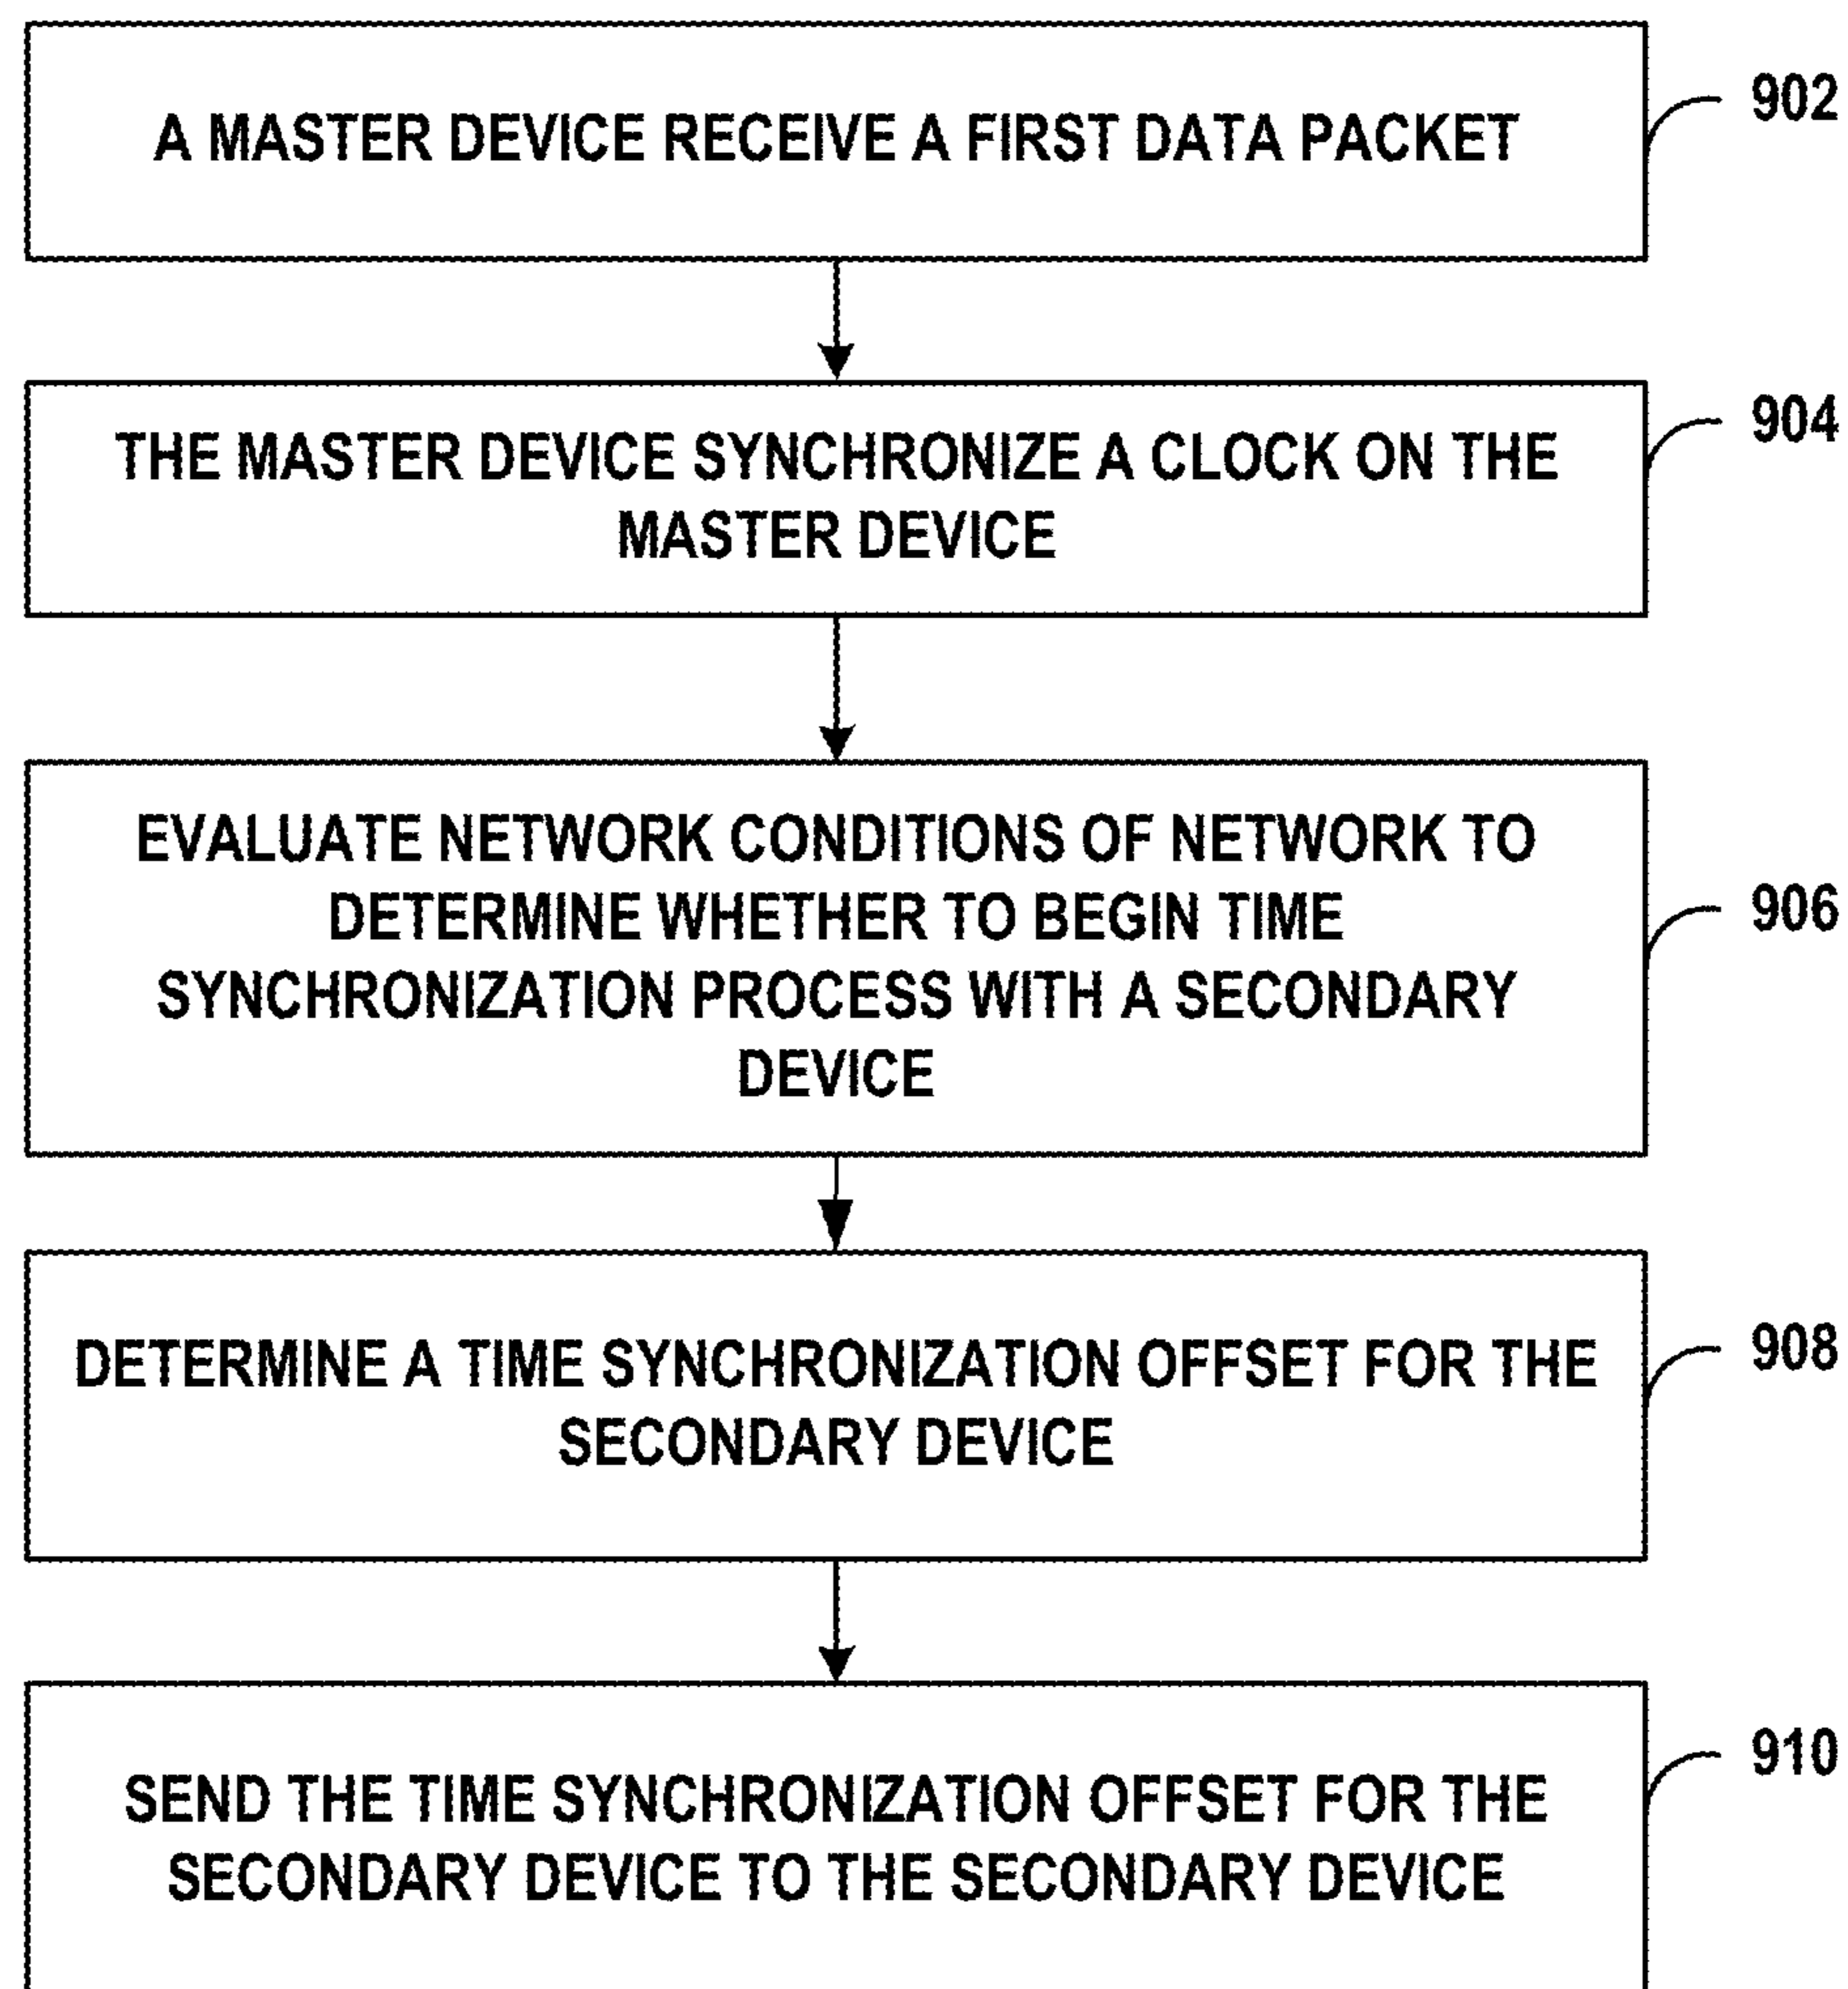 A MASTER DEVICE RECEIVE A FIRST DATA PACKET
902
THE MASTER DEVICE SYNCHRONIZE A CLOCK ON THE
MASTER DEVICE
904
EVALUATE NETWORK CONDITIONS OF NETWORK TO
DETERMINE WHETHER TO BEGIN TIME
SYNCHRONIZATION PROCESS WITH A SECONDARY
DEVICE
906
DETERMINE A TIME SYNCHRONIZATION OFFSET FOR THE
SECONDARY DEVICE
908
SEND THE TIME SYNCHRONIZATION OFFSET FOR THE
SECONDARY DEVICE TO THE SECONDARY DEVICE
910